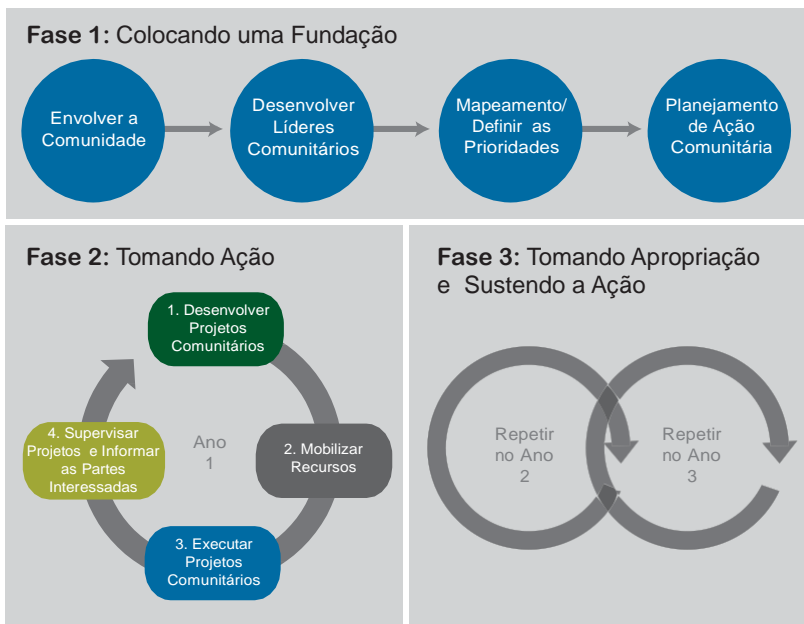 Fase 1: Colocando uma Fundação
Envolver a
Comunidade
Desenvolver
Líderes
Comunitários
Mapeamento/
Definir as
Prioridades
Planejamento
de Ação
Comunitária
Fase 2: Tomando Ação
1. Desenvolver
Projetos
Comunitários
2. Mobilizar
Recursos
3. Executar
Projetos
Comunitários
4. Supervisar
Projetos e Informar
as Partes
Interessadas
Ano
1
Fase 3: Tomando Apropriação
e Sustendo a Ação
Repetir
no Ano
2
Repetir
no Ano
3